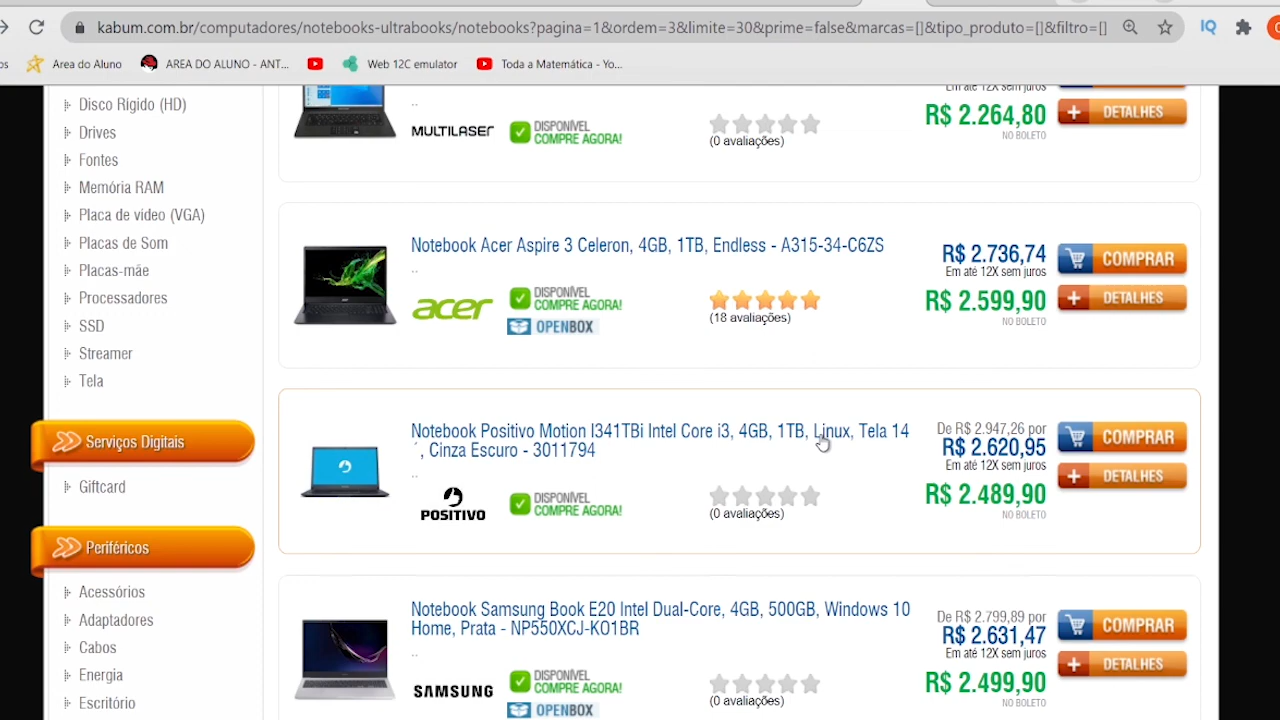 kabum.com.br/computadores/notebooks-ultrabooks/notebooks?pagina=1&ordem=3&limite=30&prime=false&marcas=[]&tipo_produto=[]&filtro=[]
IQ
os
Area do Aluno
AREA DO ALUNO - ANT...
Web 12C emulator
Toda a Matemática - Yo...
Disco Rígido (HD)
Drives
Fontes
Memória RAM
Placa de vídeo (VGA)
Placas de Som
Placas-mãe
Processadores
SSD
Streamer
Tela
Serviços Digitais
Giftcard
Periféricos
Acessórios
Adaptadores
Cabos
Energia
Escritório
..
MULTILASER
DISPONÍVEL
COMPRE AGORA!
(0 avaliações)
Em até 12X sem juros
R$ 2.264,80
NO BOLETO
DETALHES
Notebook Acer Aspire 3 Celeron, 4GB, 1TB, Endless - A315-34-C6ZS
..
acer
DISPONÍVEL
COMPRE AGORA!
OPENBOX
(18 avaliações)
R$ 2.736,74
Em até 12X sem juros
R$ 2.599,90
NO BOLETO
COMPRAR
DETALHES
Notebook Positivo Motion I341TBi Intel Core i3, 4GB, 1TB, Linux, Tela 14
´, Cinza Escuro - 3011794
..
POSITIVO
DISPONÍVEL
COMPRE AGORA!
(0 avaliações)
De R$ 2.947,26 por
R$ 2.620,95
Em até 12X sem juros
R$ 2.489,90
NO BOLETO
COMPRAR
DETALHES
Notebook Samsung Book E20 Intel Dual-Core, 4GB, 500GB, Windows 10
Home, Prata - NP550XCJ-KO1BR
..
SAMSUNG
DISPONÍVEL
COMPRE AGORA!
OPENBOX
(0 avaliações)
De R$ 2.799,89 por
R$ 2.631,47
Em até 12X sem juros
R$ 2.499,90
NO BOLETO
COMPRAR
DETALHES